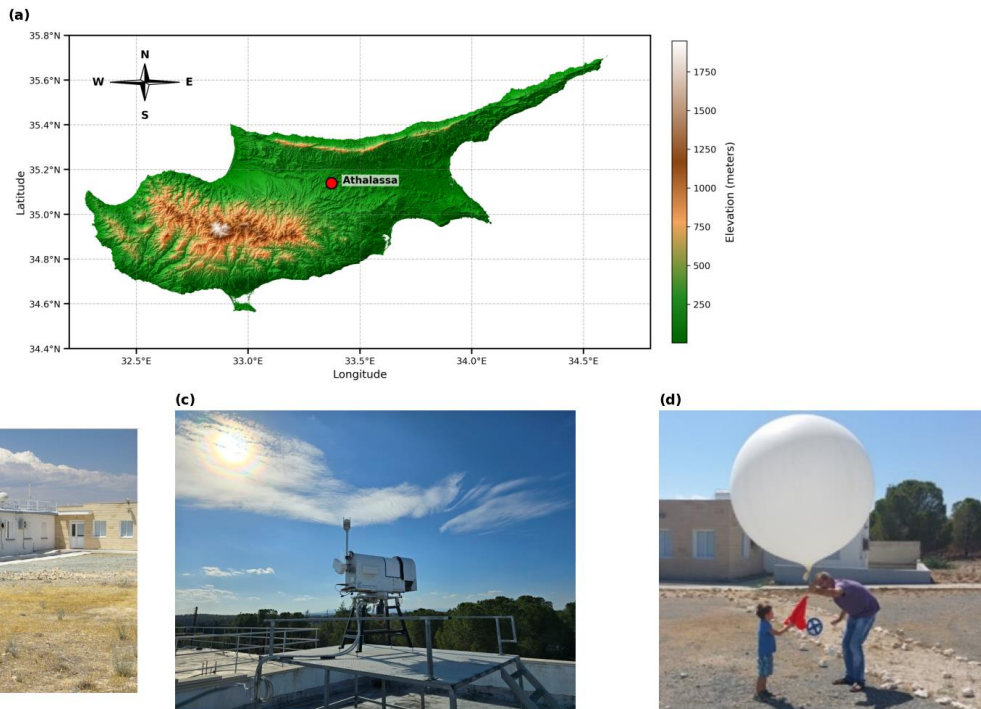 (a)
35.8°N
35.6°N
35.4°N
35.2°N
35.0°N
34.8°N
34.6°N
34.4°N
Latitude
N
W E
S
Athalassa
32.5°E 33.0°E 33.5°E 34.0°E 34.5°E
Longitude
1750
1500
1250
1000
750
500
250
Elevation (meters)
(c)
(d)